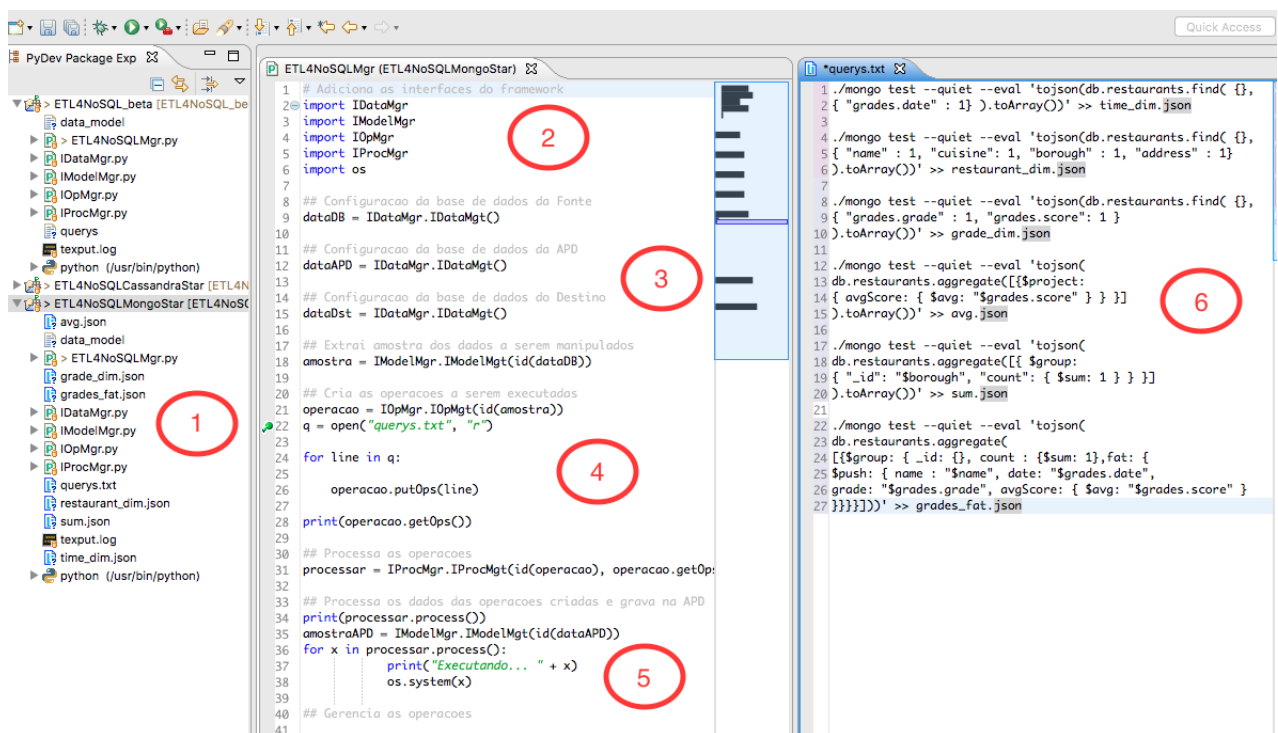 Quick Access
PyDev Package Exp
> ETL4NoSQL_beta [ETL4NoSQL_be
data_model
> ETL4NoSQLMgr.py
IDataMgr.py
IModelMgr.py
IOpMgr.py
IProcMgr.py
querys
texput.log
python (/usr/bin/python)
> ETL4NoSQLCassandraStar [ETL4N
> ETL4NoSQLMongoStar [ETL4NoSC
avg.json
data_model
> ETL4NoSQLMgr.py
grade_dim.json
grades_fat.json
IDataMgr.py
IModelMgr.py
IOpMgr.py
IProcMgr.py
querys.txt
restaurant_dim.json
sum.json
texput.log
time_dim.json
python (/usr/bin/python)
1
ETL4NoSQLMgr (ETL4NoSQLMongoStar)
1 # Adiciona as interfaces do framework
2 import IDataMgr
3 import IModelMgr
4 import IOpMgr
5 import IProcMgr
6 import os
7
8 ## Configuracao da base de dados da Fonte
9 dataDB = IDataMgr.IDataMgt()
10
11 ## Configuracao da base de dados da APD
12 dataAPD = IDataMgr.IDataMgt()
13
14 ## Configuracao da base de dados do Destino
15 dataDst = IDataMgr.IDataMgt()
16
17 ## Extrai amostra dos dados a serem manipulados
18 amostra = IModelMgr.IModelMgt(id(dataDB))
19
20 ## Cria as operacoes a serem executadas
21 operacao = IOpMgr.IOpMgt(id(amostra))
22 q = open("querys.txt", "r")
23
24 for line in q:
25
26 operacao.putOps(line)
27
28 print(operacao.getOps())
29
30 ## Processa as operacoes
31 processar = IProcMgr.IProcMgt(id(operacao), operacao.getOps
32
33 ## Processa os dados das operacoes criadas e grava na APD
34 print(processar.process())
35 amostraAPD = IModelMgr.IModelMgt(id(dataAPD))
36 for x in processar.process():
37 print("Executando... " + x)
38 os.system(x)
39
40 ## Gerencia as operacoes
41
2
3
4
5
*querys.txt
1 ./mongo test --quiet --eval 'tojson(db.restaurants.find( {},
2 { "grades.date" : 1} ).toArray())' >> time_dim.json
3
4 ./mongo test --quiet --eval 'tojson(db.restaurants.find( {},
5 { "name" : 1, "cuisine": 1, "borough" : 1, "address" : 1}
6 ).toArray())' >> restaurant_dim.json
7
8 ./mongo test --quiet --eval 'tojson(db.restaurants.find( {},
9 { "grades.grade" : 1, "grades.score": 1 }
10 ).toArray())' >> grade_dim.json
11
12 ./mongo test --quiet --eval 'tojson(
13 db.restaurants.aggregate([{$project:
14 { avgScore: { $avg: "$grades.score" } } }]
15 ).toArray())' >> avg.json
16
17 ./mongo test --quiet --eval 'tojson(
18 db.restaurants.aggregate([{ $group:
19 { "_id": "$borough", "count": { $sum: 1 } } }]
20 ).toArray())' >> sum.json
21
22 ./mongo test --quiet --eval 'tojson(
23 db.restaurants.aggregate(
24 [{$group: { _id: {}, count : {$sum: 1},fat: {
25 $push: { name : "$name", date: "$grades.date",
26 grade: "$grades.grade", avgScore: { $avg: "$grades.score" }
27 }}}}]))' >> grades_fat.json
6